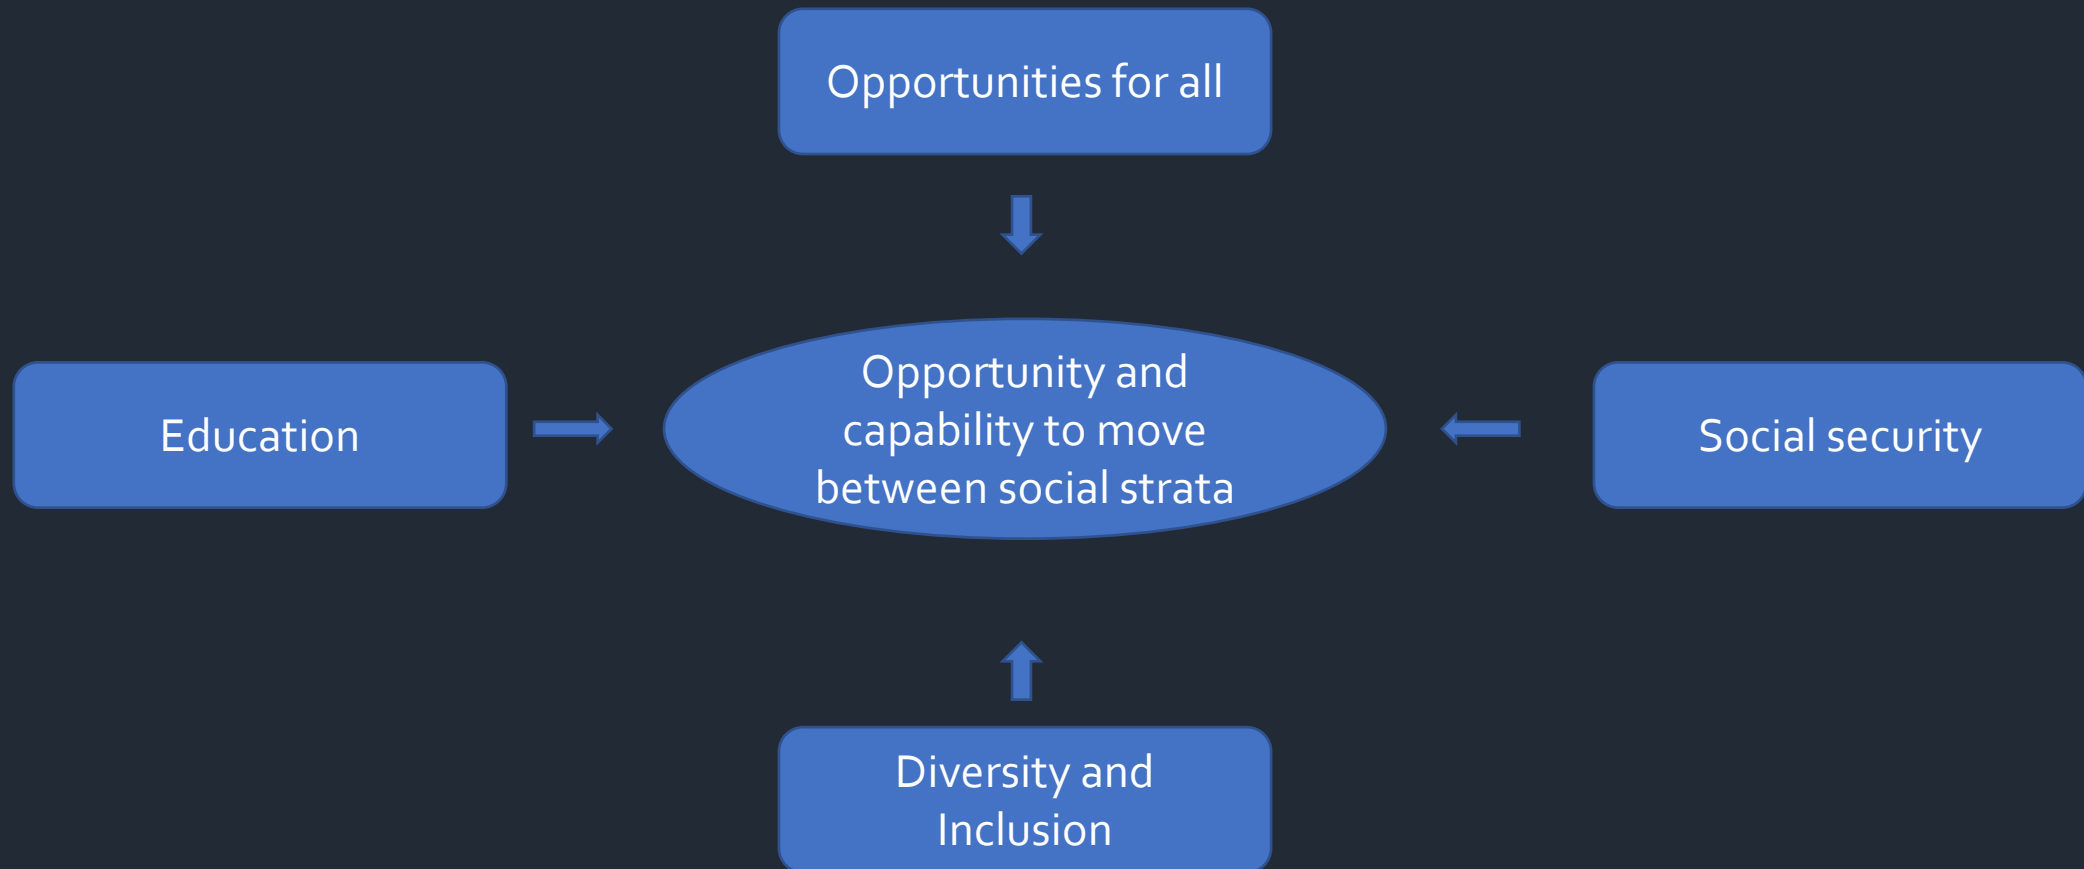 Opportunities for all
Opportunity and
capability to move
between social strata
Education
Social security
Diversity and
Inclusion